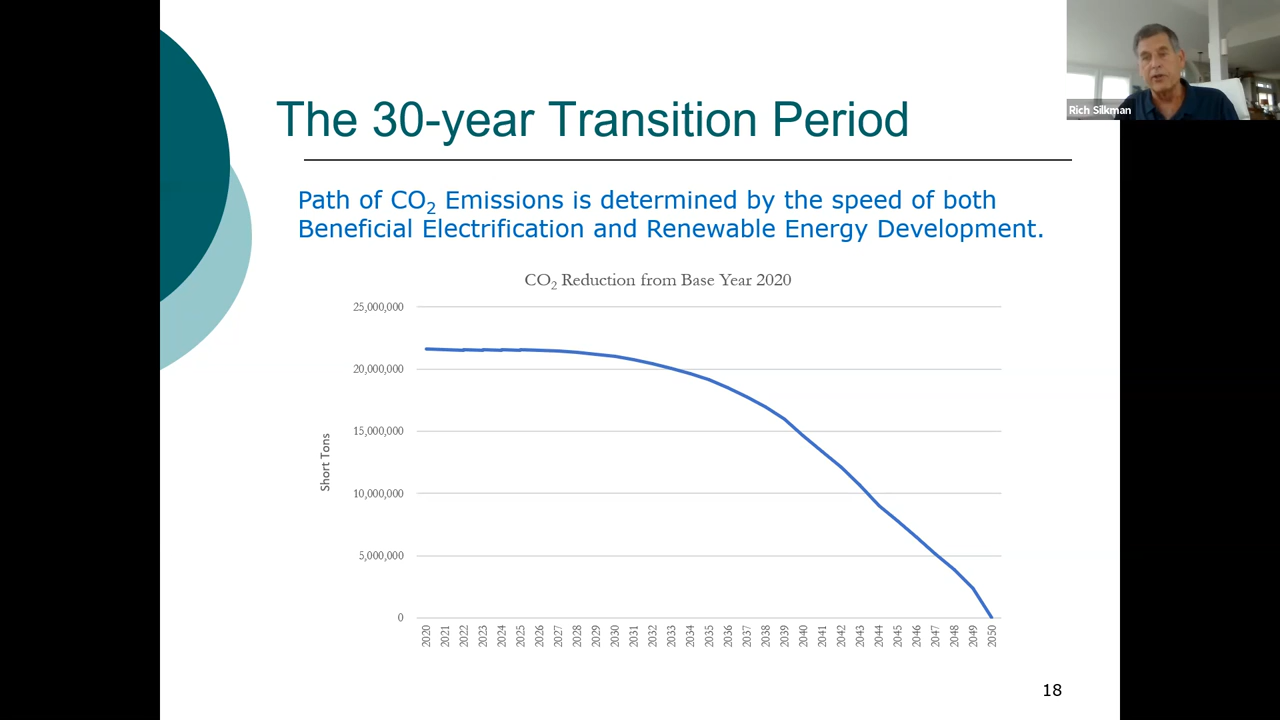 Rich Silkman
The 30-year Transition Period
Path of CO₂ Emissions is determined by the speed of both
Beneficial Electrification and Renewable Energy Development.
CO₂ Reduction from Base Year 2020
25,000,000
20,000,000
15,000,000
10,000,000
5,000,000
0
Short Tons
2020 2021 2022 2023 2024 2025 2026 2027 2028 2029 2030 2031 2032 2033 2034 2035 2036 2037 2038 2039 2040 2041 2042 2043 2044 2045 2046 2047 2048 2049 2050
18